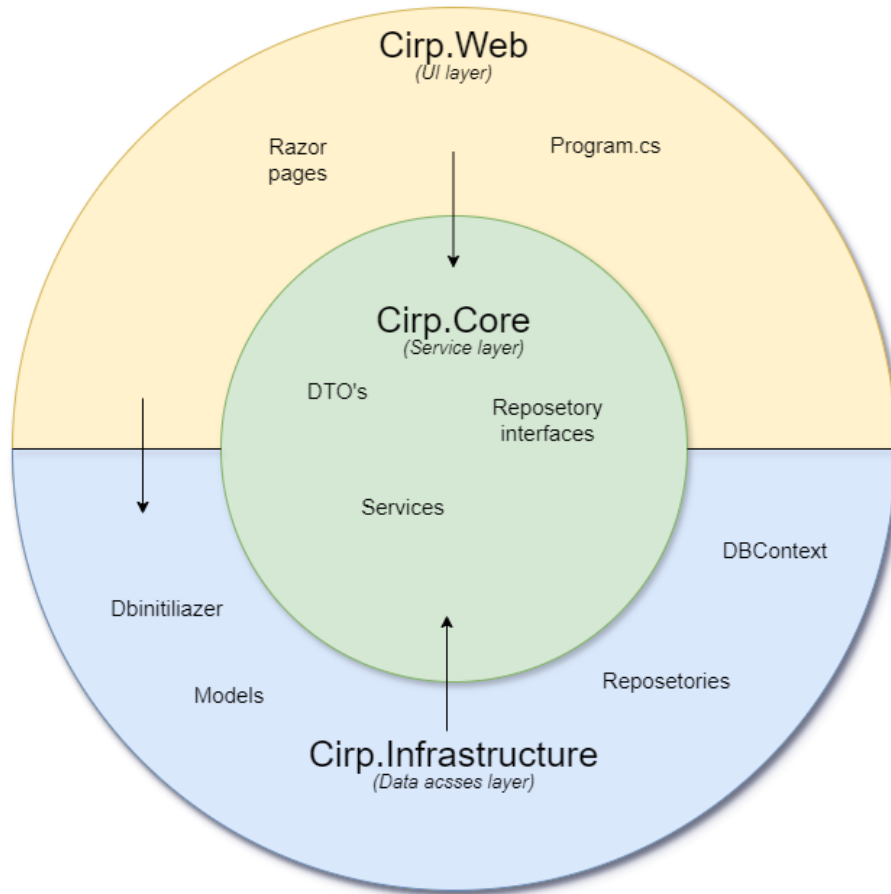 Cirp.Web
(UI layer)
Razor
pages
Program.cs
Cirp.Core
(Service layer)
DTO's
Reposetory
interfaces
Services
DBContext
Dbinitiliazer
Models
Reposetories
Cirp.Infrastructure
(Data acsses layer)